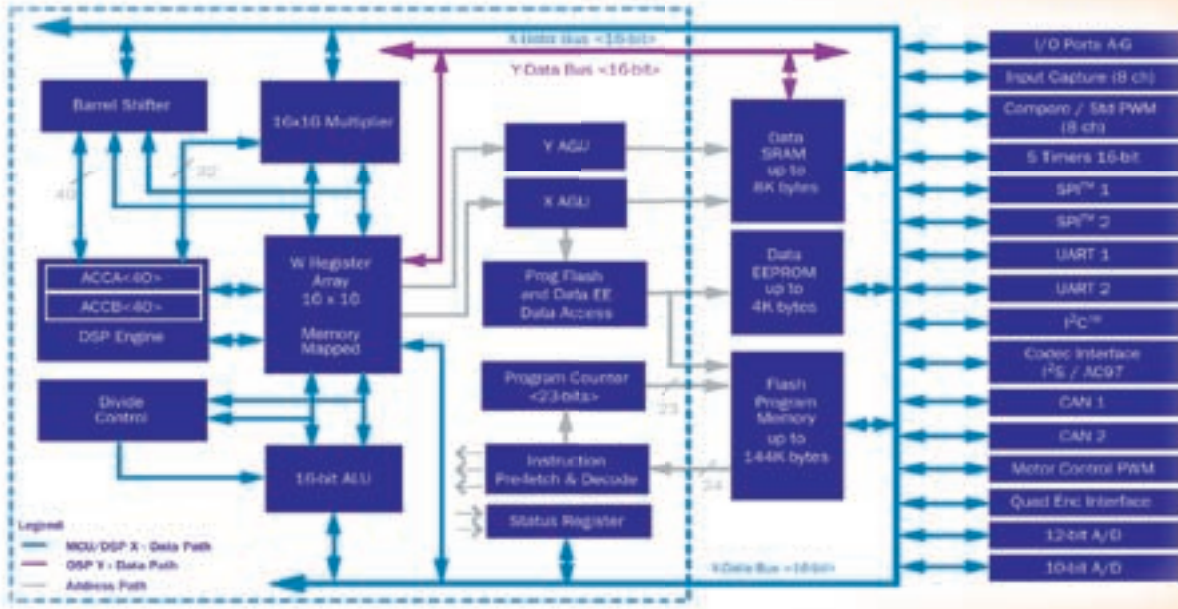 X-Data Bus <16-bit>
Y-Data Bus <16-bit>
Barrel Shifter
16x16 Multiplier
40
32
Y AGU
X AGU
Data
SRAM
up to
8K bytes
ACCA<40>
ACCB<40>
DSP Engine
W Register
Array
16 x 16
Memory
Mapped
Prog Flash
and Data EE
Data Access
Data
EEPROM
up to
4K bytes
Program Counter
<23-bits>
23
Flash
Program
Memory
up to
144K bytes
Divide
Control
16-bit ALU
Instruction
Pre-fetch & Decode
24
Status Register
X-Data Bus <16-bit>
I/O Ports A-G
Input Capture (8 ch)
Compare / Std PWM
(8 ch)
5 Timers 16-bit
SPI™ 1
SPI™ 2
UART 1
UART 2
I²C™
Codec Interface
I²S / AC97
CAN 1
CAN 2
Motor Control PWM
Quad Enc Interface
12-bit A/D
10-bit A/D
Legend:
MCU/DSP X - Data Path
DSP Y - Data Path
Address Path